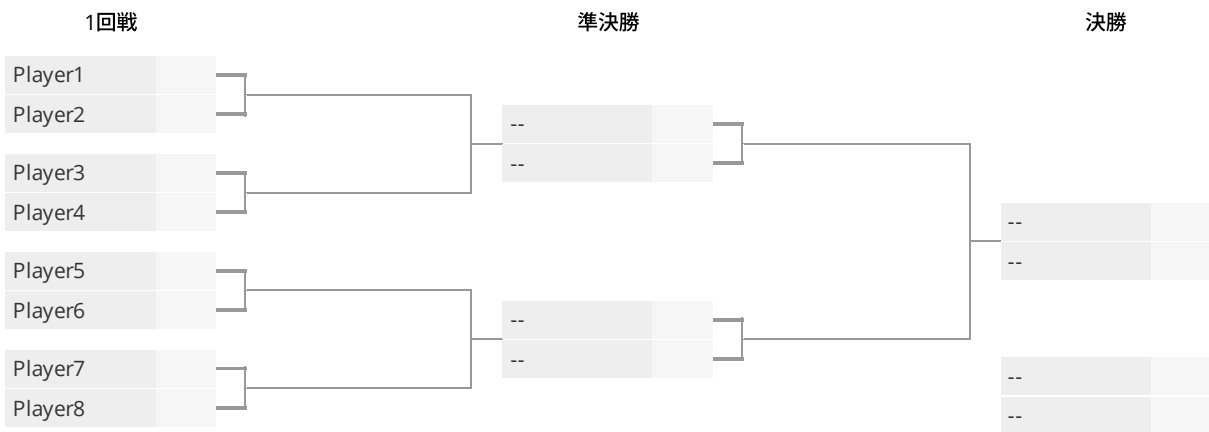 1回戦
準決勝
決勝
Player1
Player2
Player3
Player4
Player5
Player6
Player7
Player8
--
--
--
--
--
--
--
--